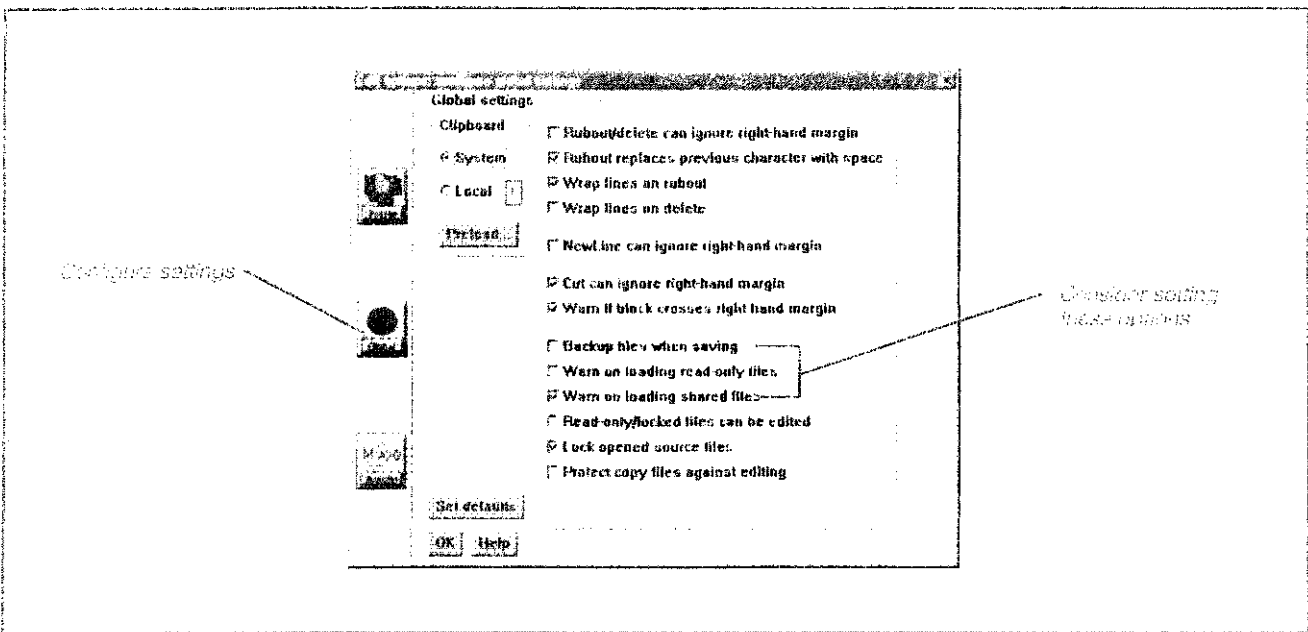 Global settings
Clipboard
System
Local
Preload...
Rubout/delete can ignore right-hand margin
Rubout replaces previous character with space
Wrap lines on rubout
Wrap lines on delete
NewLine can ignore right-hand margin
Cut can ignore right-hand margin
Warn if block crosses right hand margin
Backup files when saving
Warn on loading read-only files
Warn on loading shared files
Read-only/locked files can be edited
Lock opened source files
Protect copy files against editing
Set defaults
OK Help
Configure settings
Consider setting
these options